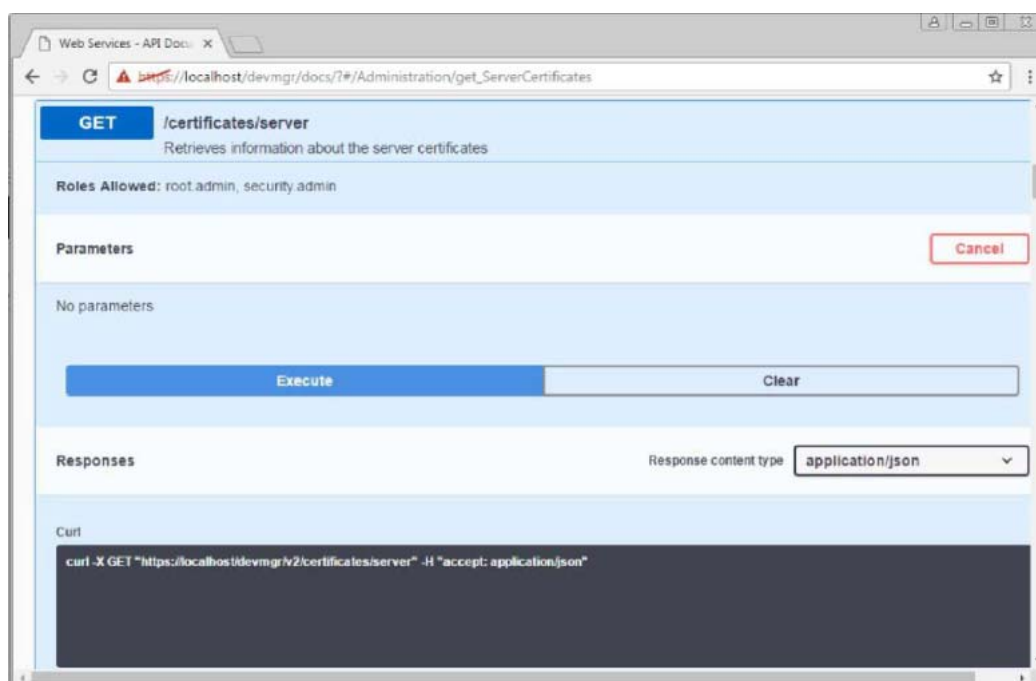 Web Services - API Docu
https://localhost/devmgr/docs/?#/Administration/get_ServerCertificates
GET /certificates/server
Retrieves information about the server certificates
Roles Allowed: root.admin, security.admin
Parameters Cancel
No parameters
Execute Clear
Responses Response content type application/json
Curl
curl -X GET "https://localhost/devmgr/v2/certificates/server" -H "accept: application/json"